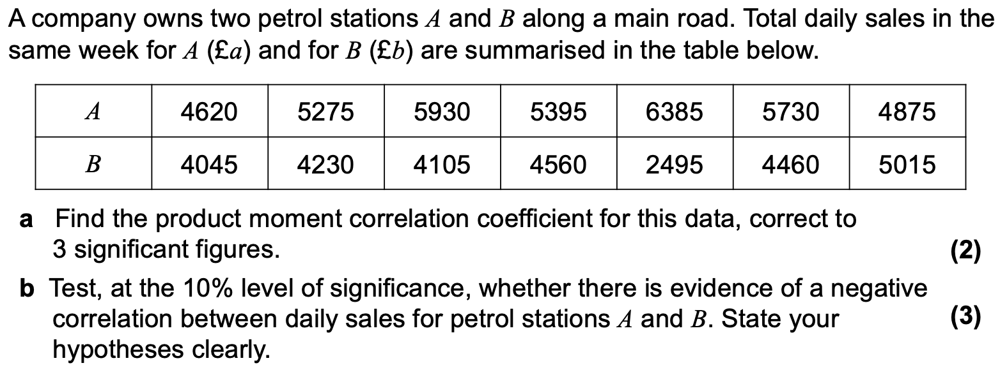 A company owns two petrol stations A and B along a main road. Total daily sales in the
same week for A (£a) and for B (£b) are summarised in the table below.
A 4620 5275 5930 5395 6385 5730 4875
B 4045 4230 4105 4560 2495 4460 5015
a Find the product moment correlation coefficient for this data, correct to
3 significant figures. (2)
b Test, at the 10% level of significance, whether there is evidence of a negative
correlation between daily sales for petrol stations A and B. State your (3)
hypotheses clearly.